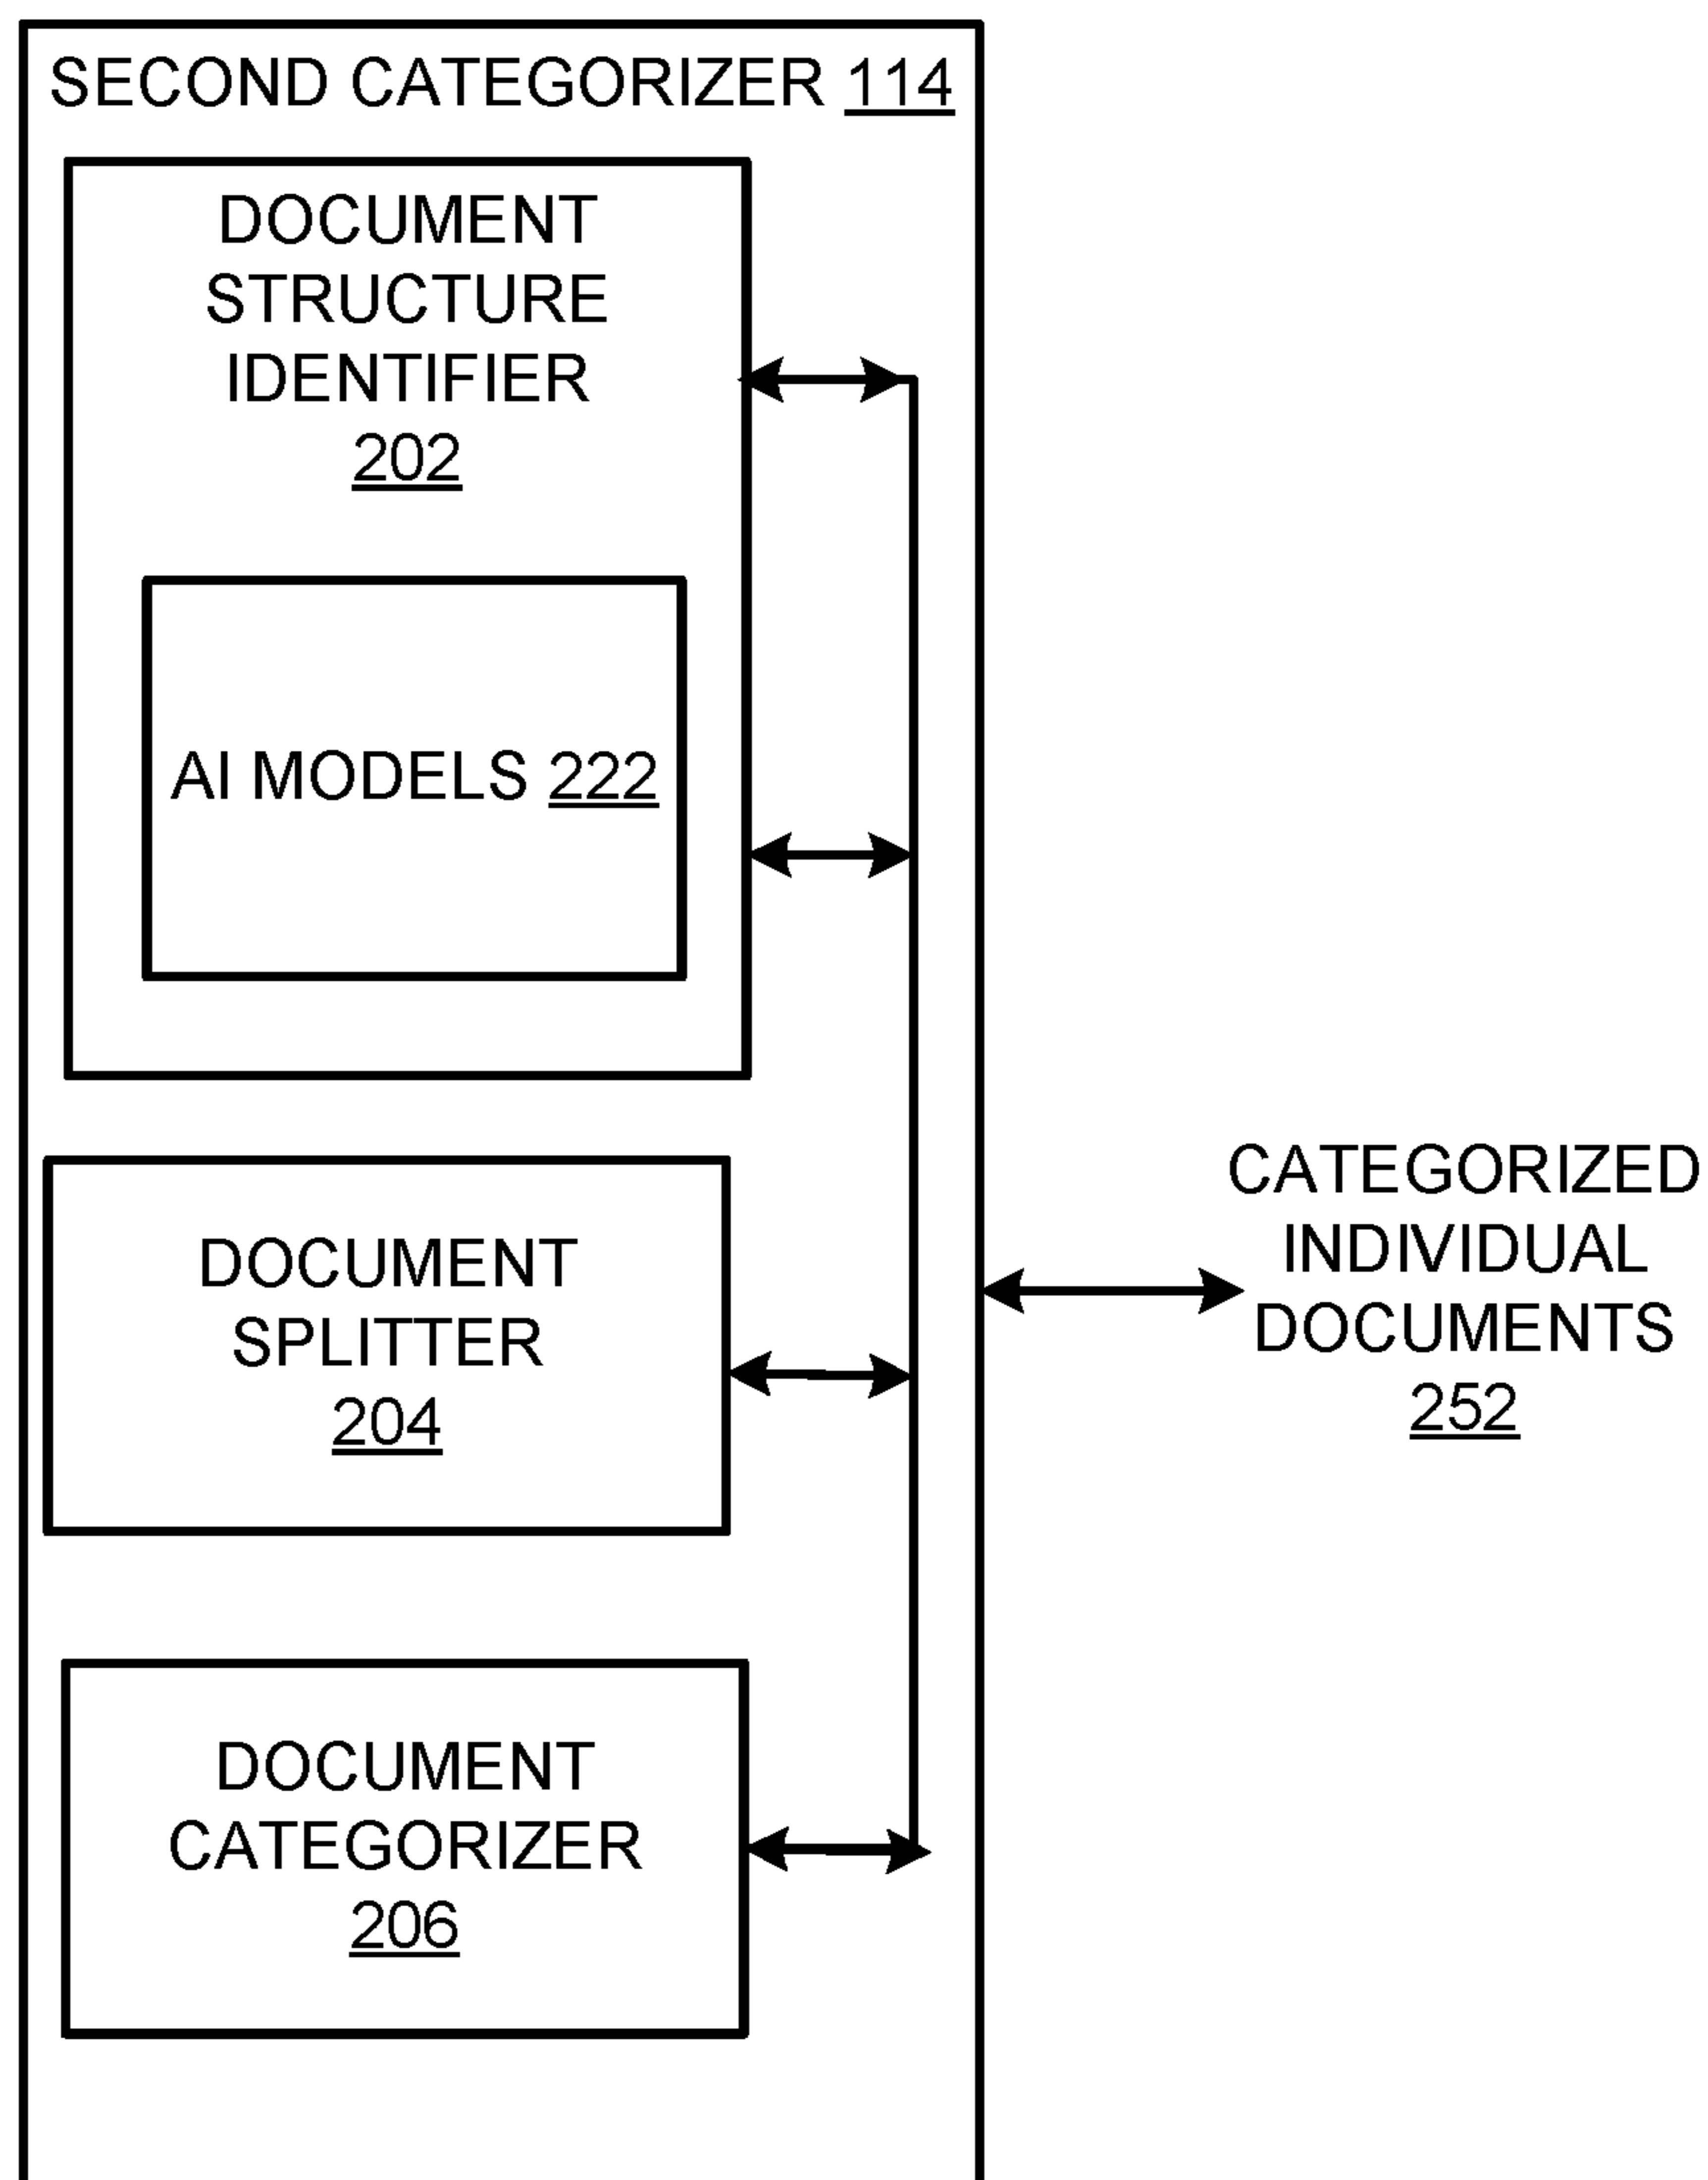 SECOND CATEGORIZER 114
DOCUMENT
STRUCTURE
IDENTIFIER
202
AI MODELS 222
DOCUMENT
SPLITTER
204
DOCUMENT
CATEGORIZER
206
CATEGORIZED
INDIVIDUAL
DOCUMENTS
252